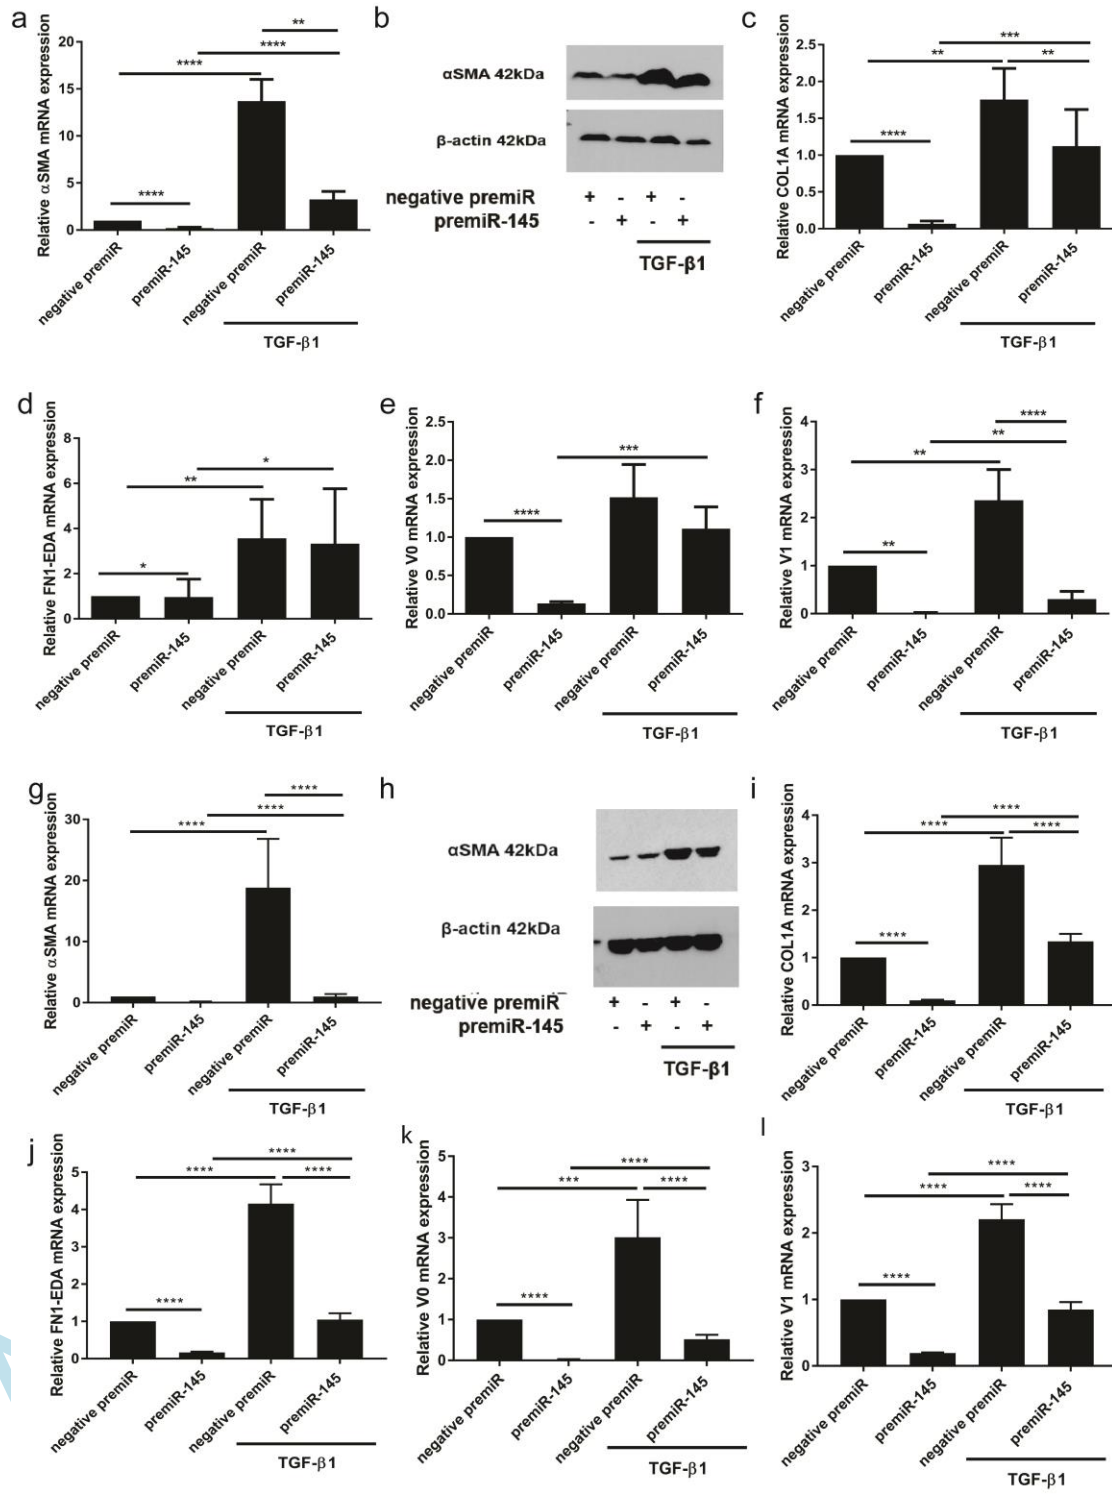 a
Relative αSMA mRNA expression
20
15
10
5
0
**
****
****
****
negative premiR
premiR-145
negative premiR
premiR-145
TGF-β1
b
αSMA 42kDa
β-actin 42kDa
negative premiR + - + -
premiR-145 - + - +
TGF-β1
c
Relative COL1A mRNA expression
2.5
2.0
1.5
1.0
0.5
0.0
***
** **
****
negative premiR
premiR-145
negative premiR
premiR-145
TGF-β1
d
Relative FN1-EDA mRNA expression
8
6
4
2
0
*
**
*
negative premiR
premiR-145
negative premiR
premiR-145
TGF-β1
e
Relative V0 mRNA expression
2.5
2.0
1.5
1.0
0.5
0.0
***
****
negative premiR
premiR-145
negative premiR
premiR-145
TGF-β1
f
Relative V1 mRNA expression
4
3
2
1
0
****
**
**
**
negative premiR
premiR-145
negative premiR
premiR-145
TGF-β1
g
Relative αSMA mRNA expression
30
20
10
0
****
****
****
negative premiR
premiR-145
negative premiR
premiR-145
TGF-β1
h
αSMA 42kDa
β-actin 42kDa
negative premiR + - + -
premiR-145 - + - +
TGF-β1
i
Relative COL1A mRNA expression
4
3
2
1
0
****
**** ****
****
negative premiR
premiR-145
negative premiR
premiR-145
TGF-β1
j
Relative FN1-EDA mRNA expression
5
4
3
2
1
0
****
**** ****
****
negative premiR
premiR-145
negative premiR
premiR-145
TGF-β1
k
Relative V0 mRNA expression
5
4
3
2
1
0
****
*** ****
****
negative premiR
premiR-145
negative premiR
premiR-145
TGF-β1
l
Relative V1 mRNA expression
3
2
1
0
****
**** ****
****
negative premiR
premiR-145
negative premiR
premiR-145
TGF-β1